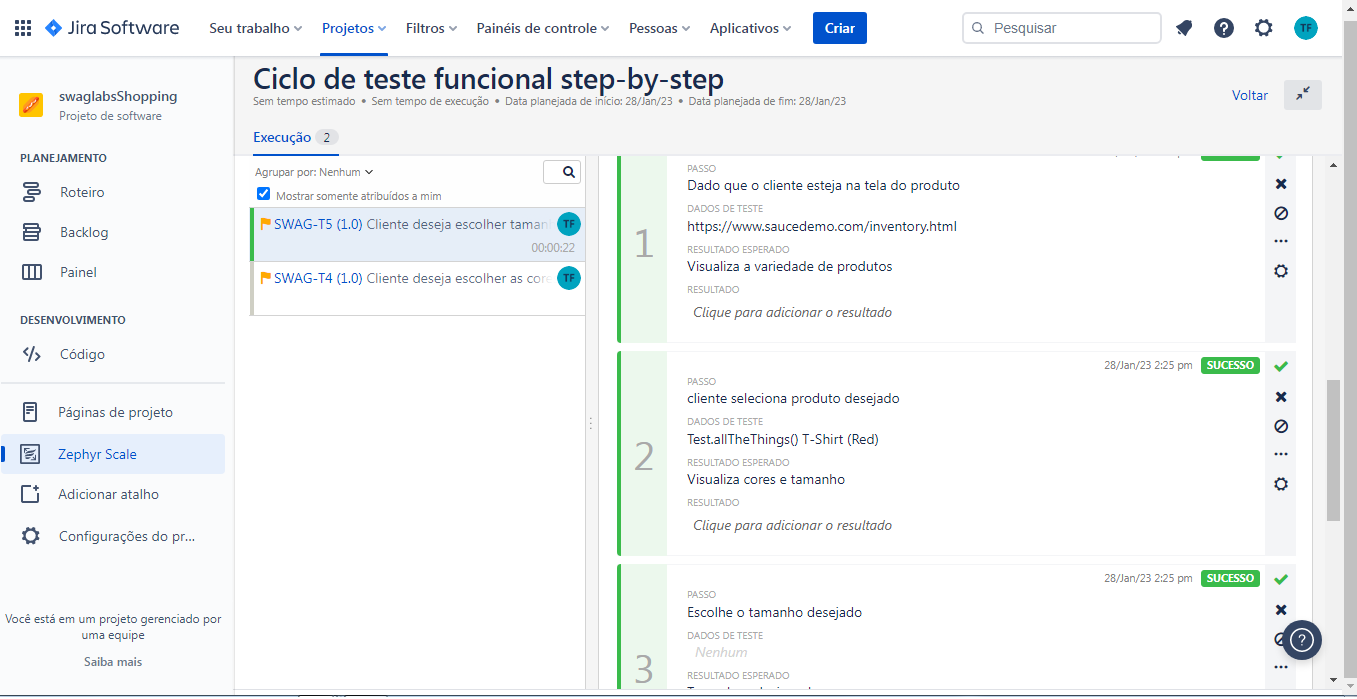 Jira Software
Seu trabalho
Projetos
Filtros
Painéis de controle
Pessoas
Aplicativos
Criar
Pesquisar
TF
swaglabsShopping
Projeto de software
PLANEJAMENTO
Roteiro
Backlog
Painel
DESENVOLVIMENTO
Código
Páginas de projeto
Zephyr Scale
Adicionar atalho
Configurações do pr...
Você está em um projeto gerenciado por
uma equipe
Saiba mais
Ciclo de teste funcional step-by-step
Sem tempo estimado • Sem tempo de execução • Data planejada de início: 28/Jan/23 • Data planejada de fim: 28/Jan/23
Voltar
Execução 2
Agrupar por: Nenhum
Mostrar somente atribuídos a mim
SWAG-T5 (1.0) Cliente deseja escolher taman
TF
00:00:22
SWAG-T4 (1.0) Cliente deseja escolher as core
TF
1
PASSO
Dado que o cliente esteja na tela do produto
DADOS DE TESTE
https://www.saucedemo.com/inventory.html
RESULTADO ESPERADO
Visualiza a variedade de produtos
RESULTADO
Clique para adicionar o resultado
28/Jan/23 2:25 pm SUCESSO
2
PASSO
cliente seleciona produto desejado
DADOS DE TESTE
Test.allTheThings() T-Shirt (Red)
RESULTADO ESPERADO
Visualiza cores e tamanho
RESULTADO
Clique para adicionar o resultado
28/Jan/23 2:25 pm SUCESSO
3
PASSO
Escolhe o tamanho desejado
DADOS DE TESTE
Nenhum
RESULTADO ESPERADO